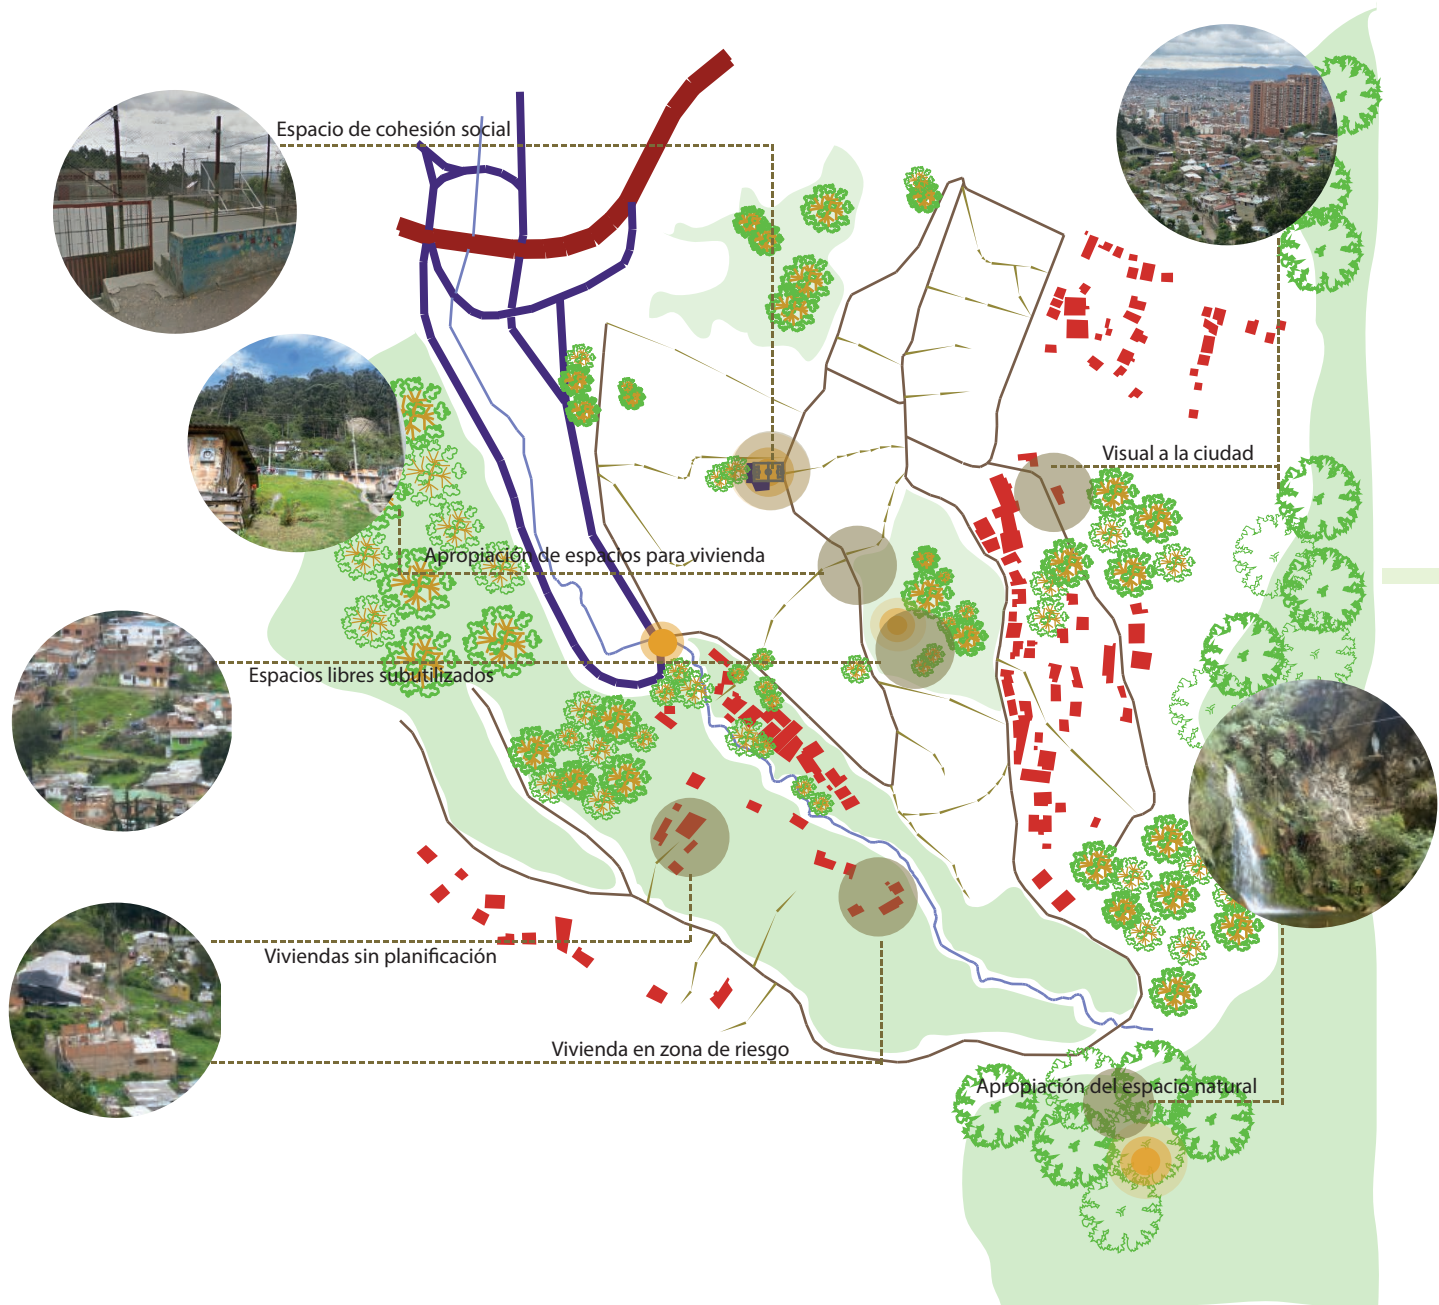 Espacio de cohesión social
Visual a la ciudad
Apropiación de espacios para vivienda
Espacios libres subutilizados
Viviendas sin planificación
Vivienda en zona de riesgo
Apropiación del espacio natural